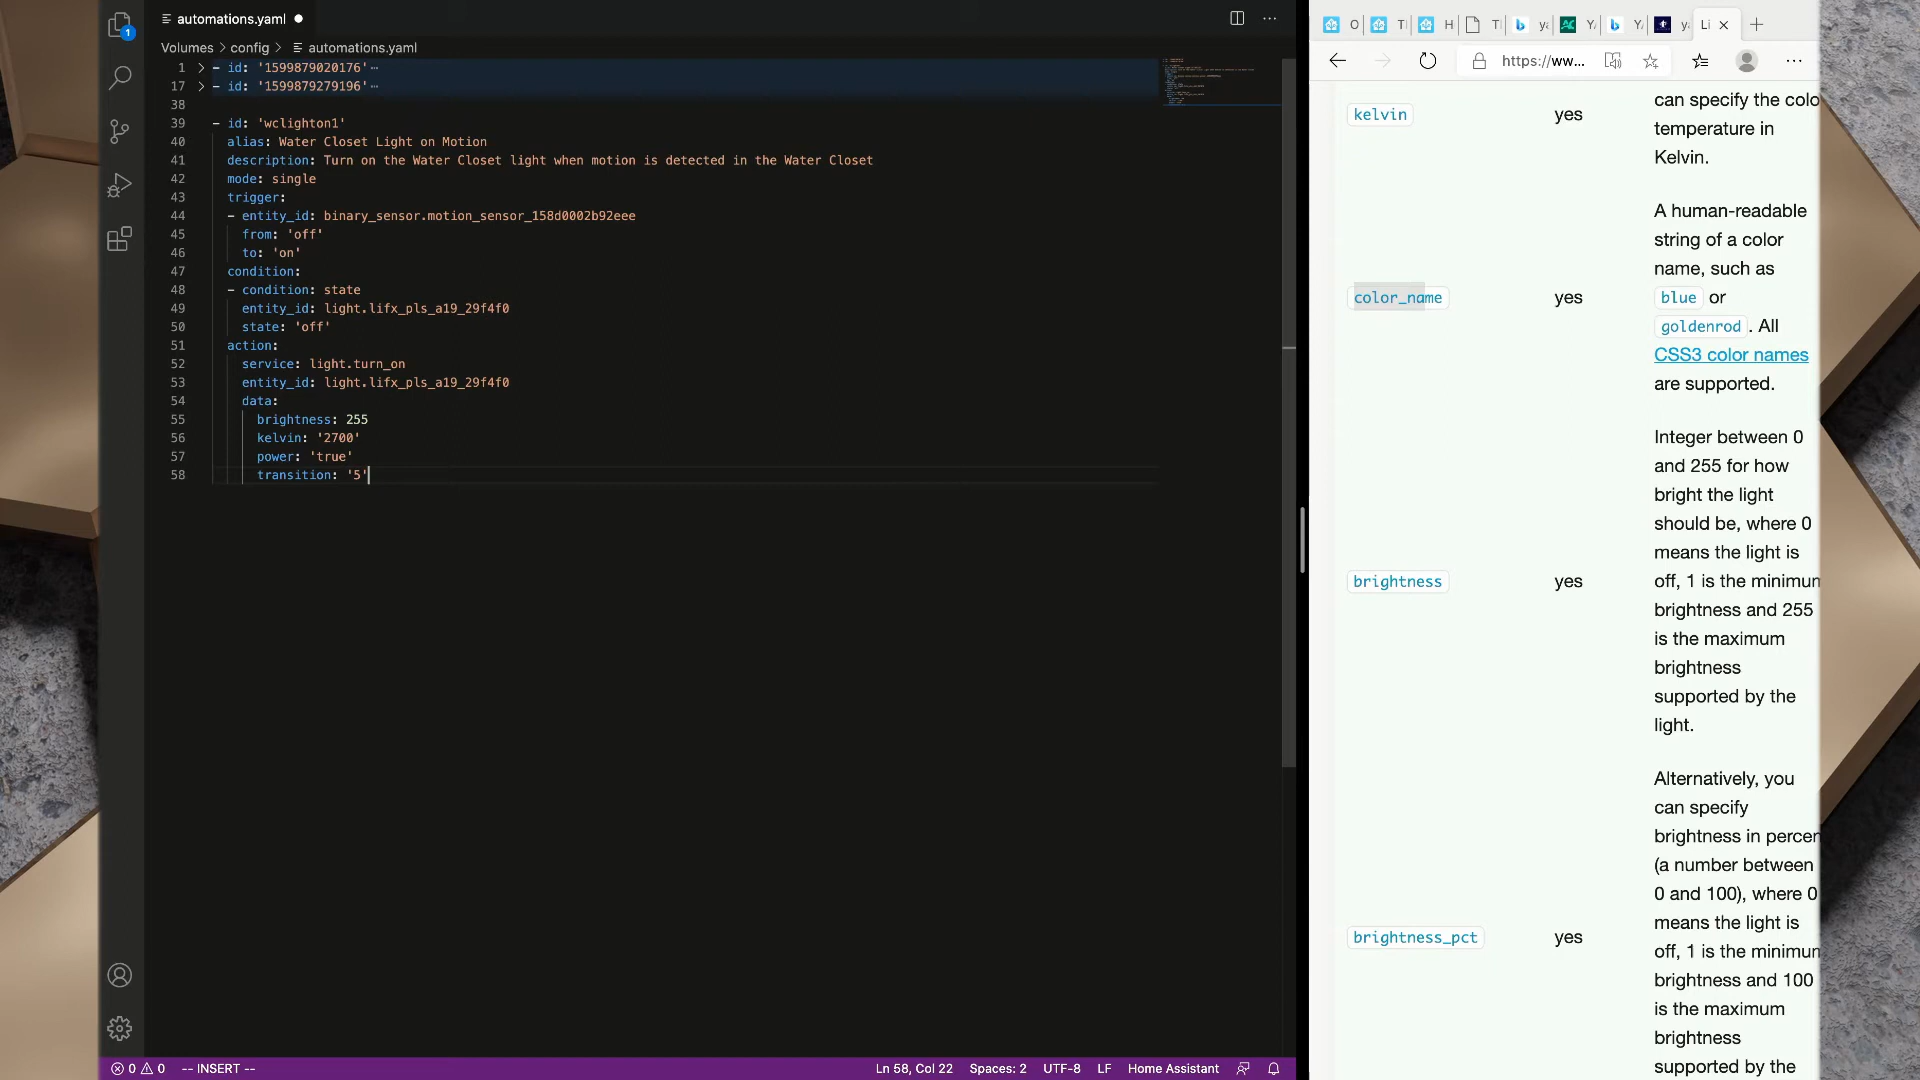 automations.yaml
Volumes > config > automations.yaml
1 > - id: '1599879020176'
17 > - id: '1599879279196'
38
39 - id: 'wclighton1'
40 alias: Water Closet Light on Motion
41 description: Turn on the Water Closet light when motion is detected in the Water Closet
42 mode: single
43 trigger:
44 - entity_id: binary_sensor.motion_sensor_158d0002b92eee
45 from: 'off'
46 to: 'on'
47 condition:
48 - condition: state
49 entity_id: light.lifx_pls_a19_29f4f0
50 state: 'off'
51 action:
52 service: light.turn_on
53 entity_id: light.lifx_pls_a19_29f4f0
54 data:
55 brightness: 255
56 kelvin: '2700'
57 power: 'true'
58 transition: '5'
0 0 -- INSERT --
Ln 58, Col 22 Spaces: 2 UTF-8 LF Home Assistant
1
O T H T ya Y Y y Li
https://ww...
kelvin yes
can specify the colo
temperature in
Kelvin.
color_name yes
A human-readable
string of a color
name, such as
blue or
goldenrod . All
CSS3 color names
are supported.
brightness yes
Integer between 0
and 255 for how
bright the light
should be, where 0
means the light is
off, 1 is the minimun
brightness and 255
is the maximum
brightness
supported by the
light.
brightness_pct yes
Alternatively, you
can specify
brightness in percen
(a number between
0 and 100), where 0
means the light is
off, 1 is the minimun
brightness and 100
is the maximum
brightness
supported by the